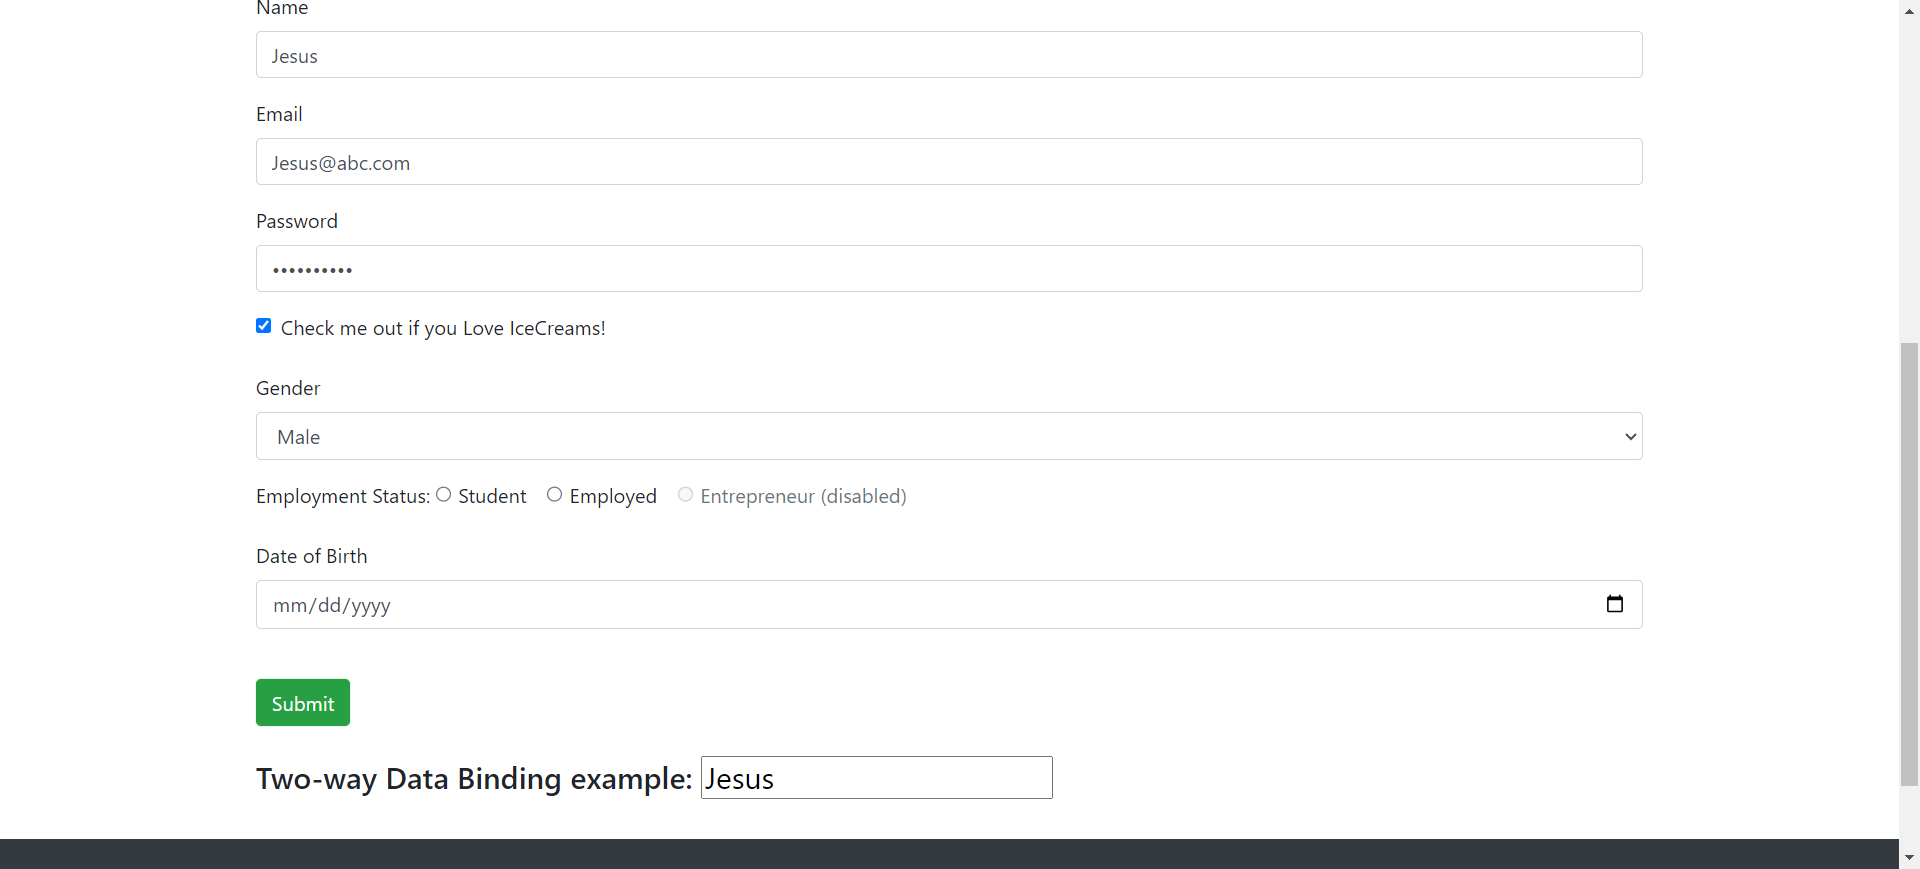 Name
Jesus
Email
Jesus@abc.com
Password
••••••••••
Check me out if you Love IceCreams!
Gender
Male
Employment Status: Student Employed Entrepreneur (disabled)
Date of Birth
mm/dd/yyyy
Submit
Two-way Data Binding example: Jesus